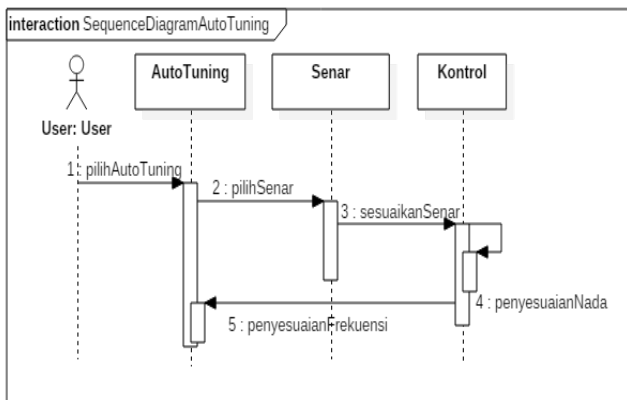 interaction SequenceDiagramAutoTuning
AutoTuning
Senar
Kontrol
User: User
1 : pilihAutoTuning
2 : pilihSenar
3 : sesuaikanSenar
4 : penyesuaianNada
5 : penyesuaianFrekuensi